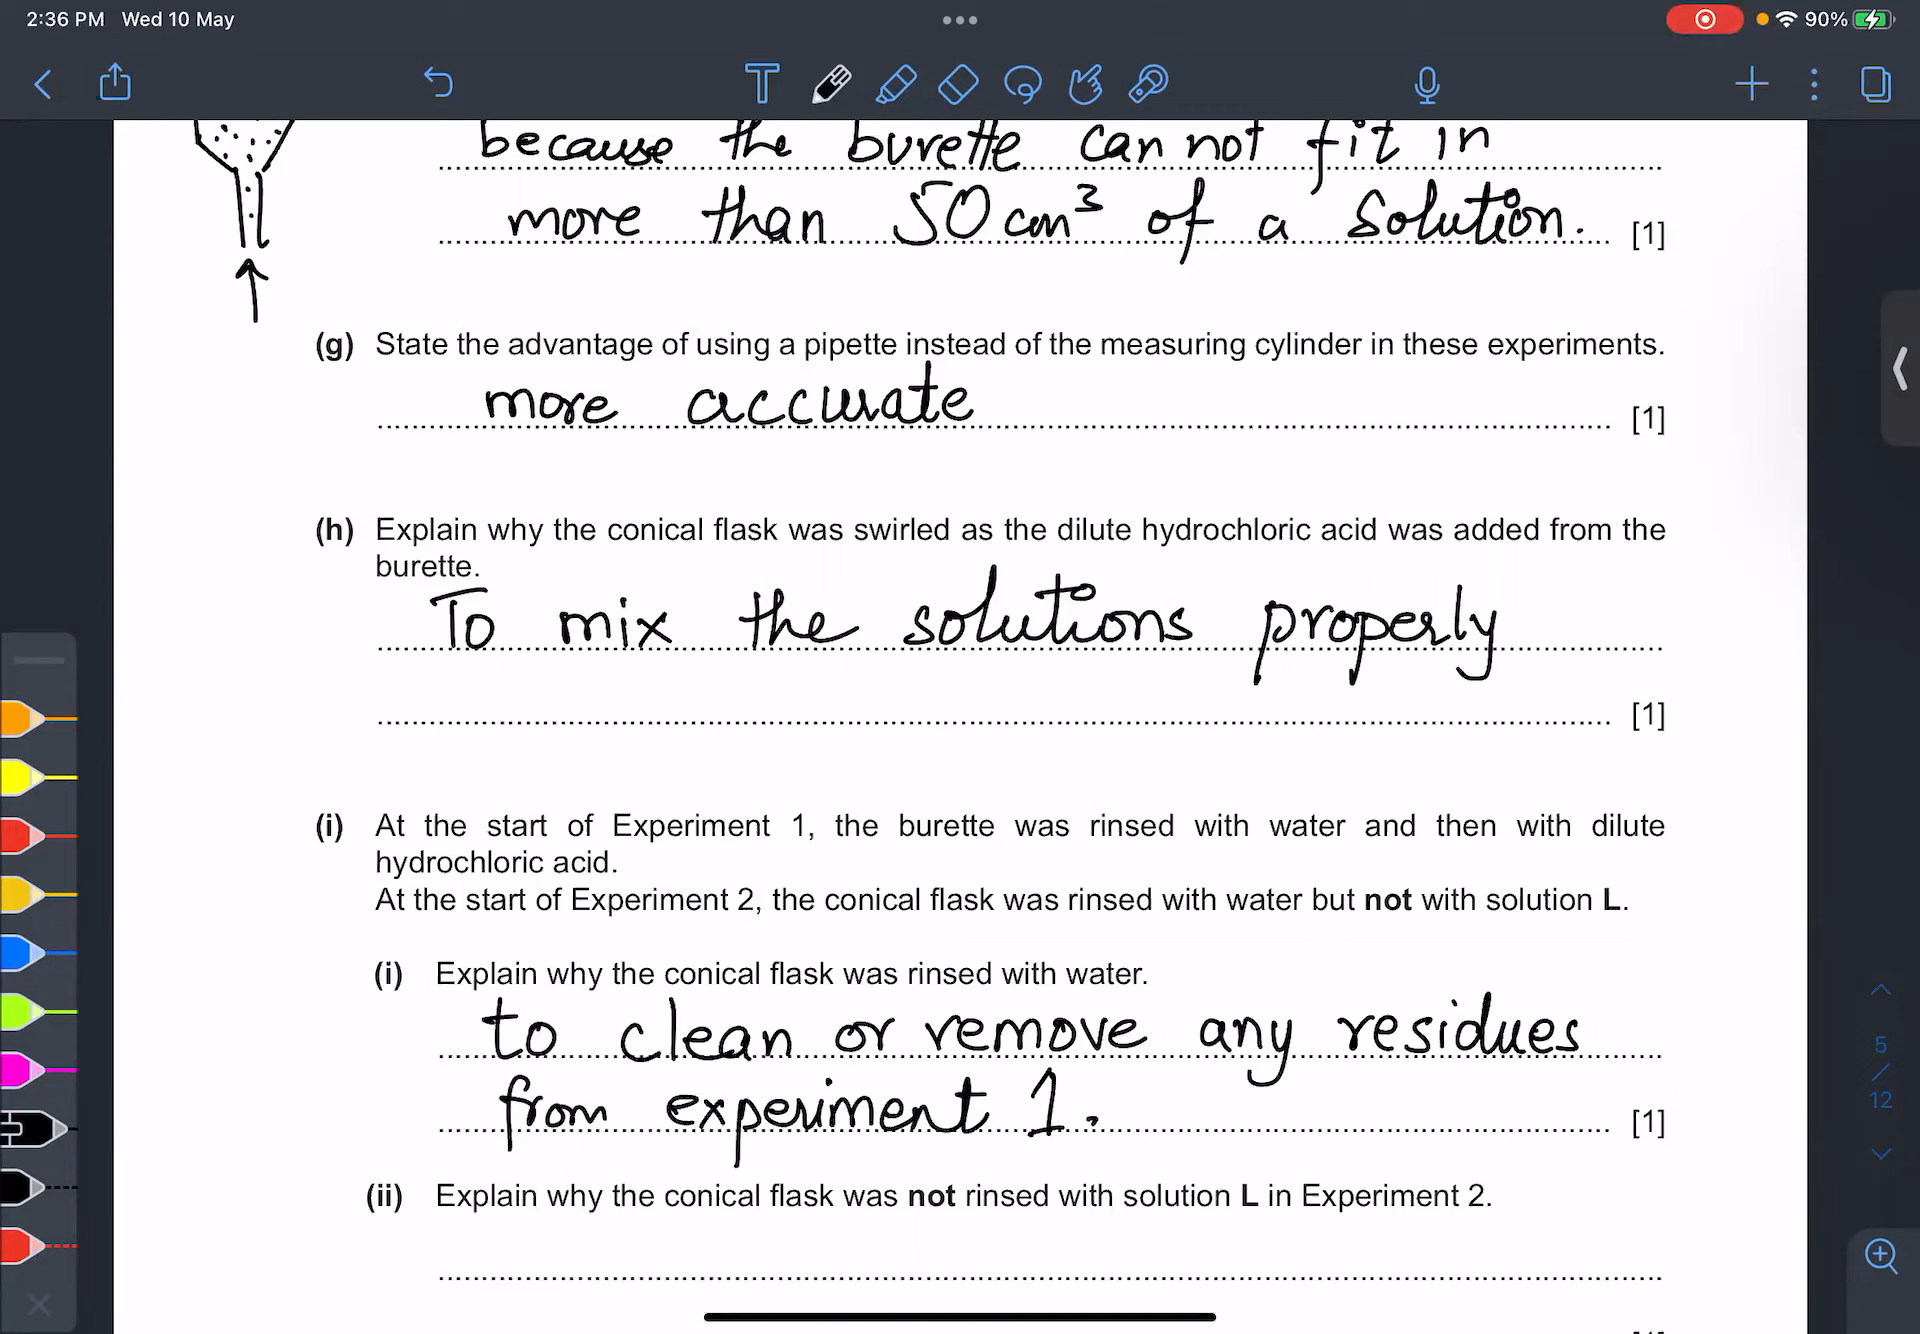 2:36 PM Wed 10 May
90%
because the burette can not fit in
more than 50 cm³ of a solution. [1]
(g) State the advantage of using a pipette instead of the measuring cylinder in these experiments.
more accurate
[1]
(h) Explain why the conical flask was swirled as the dilute hydrochloric acid was added from the
burette.
To mix the solutions properly
[1]
(i) At the start of Experiment 1, the burette was rinsed with water and then with dilute
hydrochloric acid.
At the start of Experiment 2, the conical flask was rinsed with water but not with solution L.
(i) Explain why the conical flask was rinsed with water.
to clean or remove any residues
from experiment 1. [1]
(ii) Explain why the conical flask was not rinsed with solution L in Experiment 2.
5
/
12